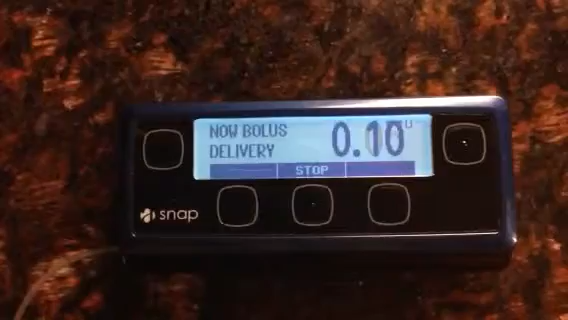 NOW BOLUS
DELIVERY
0.10 U
STOP
snap